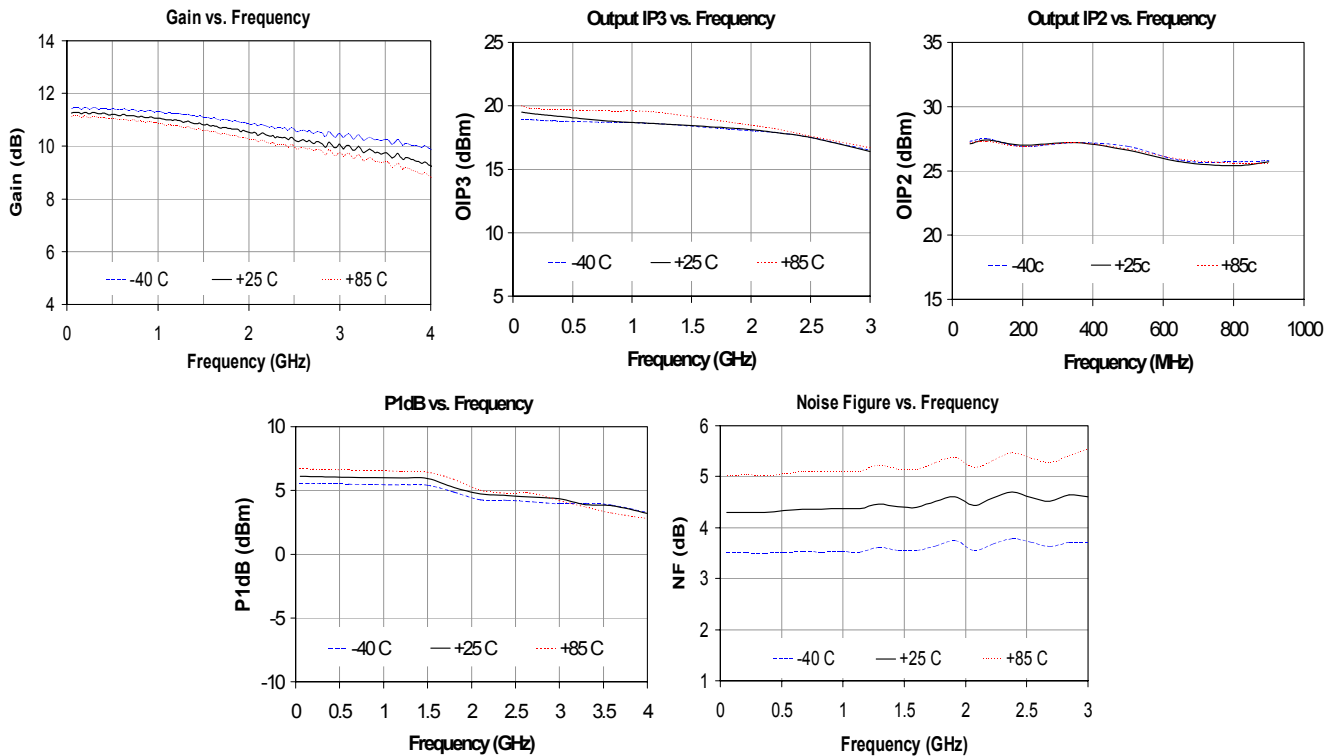 Gain vs. Frequency
14
12
10
8
6
4
Gain (dB)
-40 C +25 C +85 C
0 1 2 3 4
Frequency (GHz)
Output IP3 vs. Frequency
25
20
15
10
5
OIP3 (dBm)
-40 C +25 C +85 C
0 0.5 1 1.5 2 2.5 3
Frequency (GHz)
Output IP2 vs. Frequency
35
30
25
20
15
OIP2 (dBm)
-40c +25c +85c
0 200 400 600 800 1000
Frequency (MHz)
P1dB vs. Frequency
10
5
0
-5
-10
P1dB (dBm)
-40 C +25 C +85 C
0 0.5 1 1.5 2 2.5 3 3.5 4
Frequency (GHz)
Noise Figure vs. Frequency
6
5
4
3
2
1
NF (dB)
-40 C +25 C +85 C
0 0.5 1 1.5 2 2.5 3
Frequency (GHz)